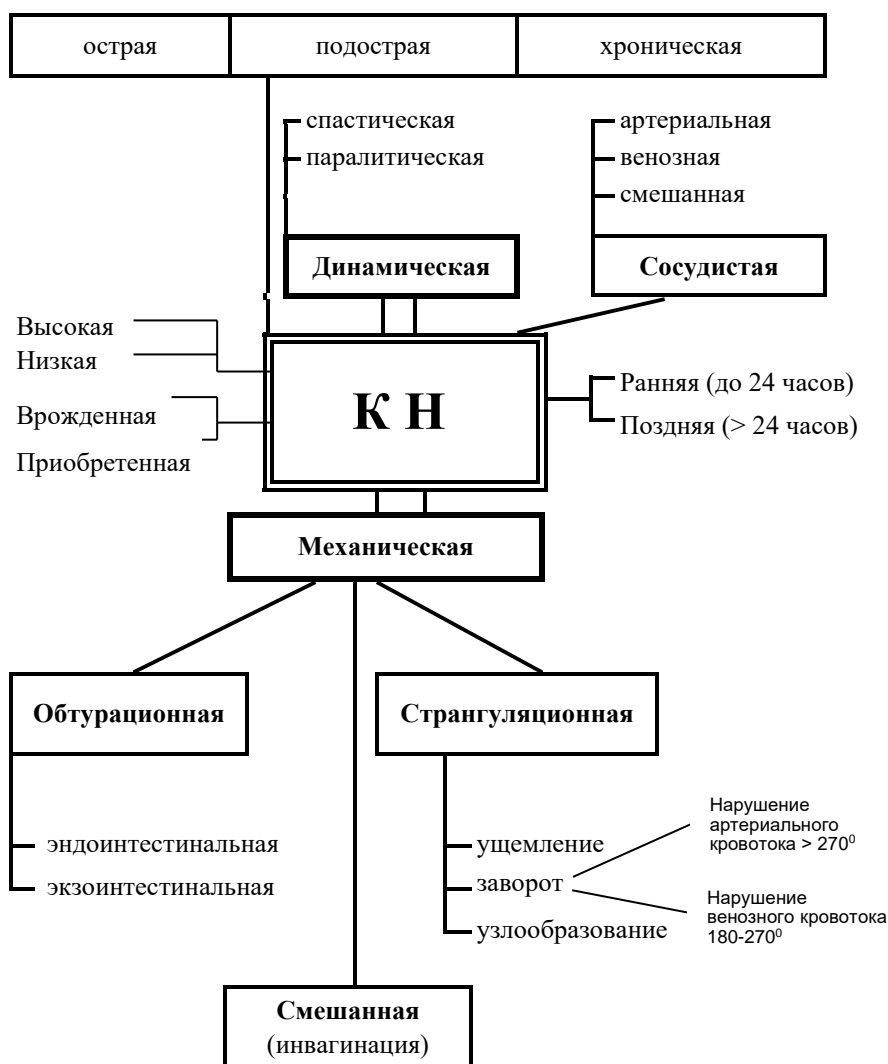 острая
подострая
хроническая
спастическая
паралитическая
артериальная
венозная
смешанная
Динамическая
Сосудистая
Высокая
Низкая
Врожденная
Приобретенная
К Н
Ранняя (до 24 часов)
Поздняя (> 24 часов)
Механическая
Обтурационная
Странгуляционная
эндоинтестинальная
экзоинтестинальная
ущемление
заворот
узлообразование
Нарушение
артериального
кровотока > 270⁰
Нарушение
венозного кровотока
180-270⁰
Смешанная
(инвагинация)